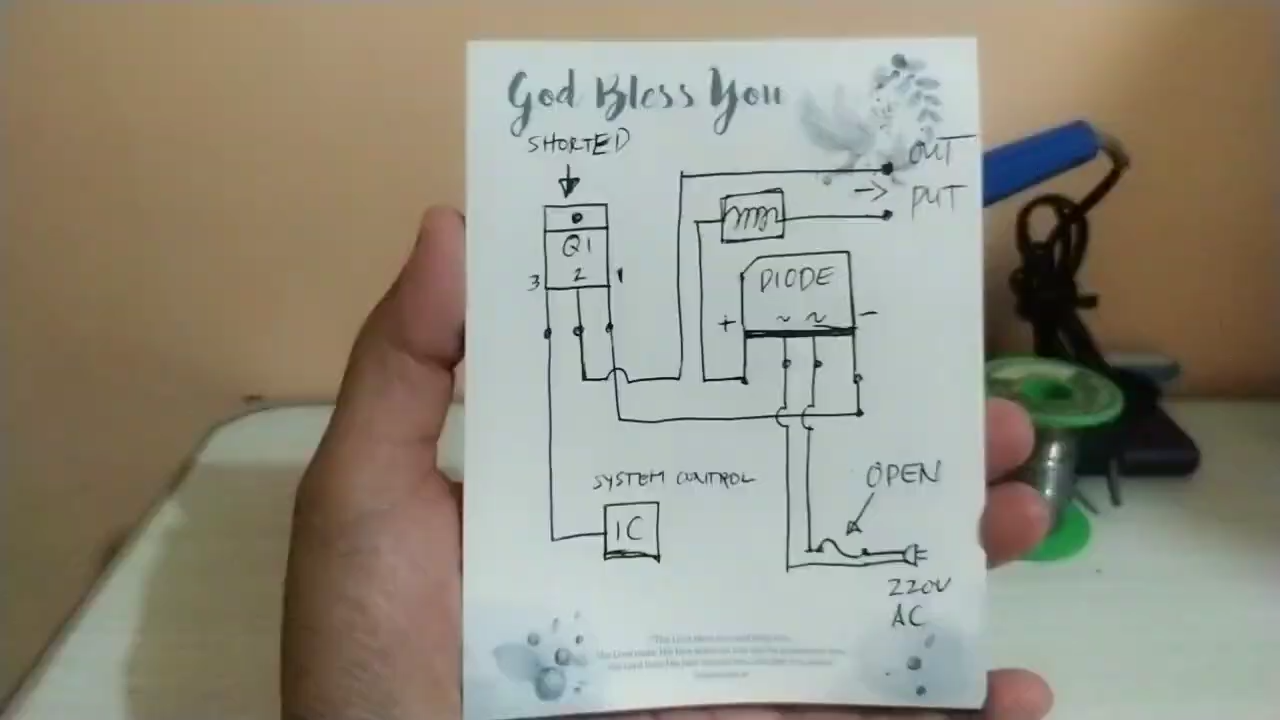 God Bless You
SHORTED
OUT
PUT
Q1
3 2 1
DIODE
+ ~ ~ -
SYSTEM CONTROL
IC
OPEN
220V
AC